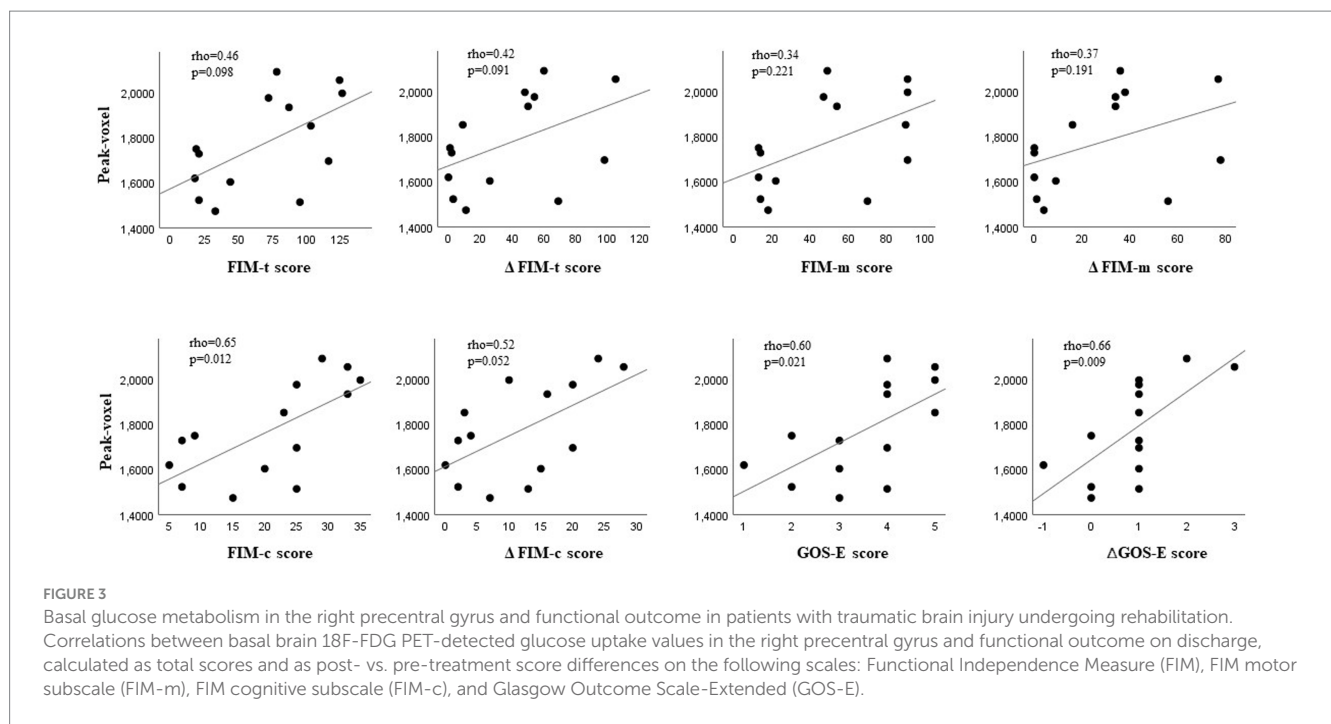 rho=0.46
p=0.098
Peak-voxel
2,0000
1,8000
1,6000
1,4000
0 25 50 75 100 125
FIM-t score
rho=0.42
p=0.091
0 20 40 60 80 100 120
Δ FIM-t score
rho=0.34
p=0.221
2,0000
1,8000
1,6000
1,4000
0 20 40 60 80 100
FIM-m score
rho=0.37
p=0.191
2,0000
1,8000
1,6000
1,4000
0 20 40 60 80
Δ FIM-m score
rho=0.65
p=0.012
Peak-voxel
2,0000
1,8000
1,6000
1,4000
5 10 15 20 25 30 35
FIM-c score
rho=0.52
p=0.052
2,0000
1,8000
1,6000
1,4000
0 5 10 15 20 25 30
Δ FIM-c score
rho=0.60
p=0.021
2,0000
1,8000
1,6000
1,4000
1 2 3 4 5
GOS-E score
rho=0.66
p=0.009
2,0000
1,8000
1,6000
1,4000
-1 0 1 2 3
ΔGOS-E score
FIGURE 3
Basal glucose metabolism in the right precentral gyrus and functional outcome in patients with traumatic brain injury undergoing rehabilitation.
Correlations between basal brain 18F-FDG PET-detected glucose uptake values in the right precentral gyrus and functional outcome on discharge,
calculated as total scores and as post- vs. pre-treatment score differences on the following scales: Functional Independence Measure (FIM), FIM motor
subscale (FIM-m), FIM cognitive subscale (FIM-c), and Glasgow Outcome Scale-Extended (GOS-E).